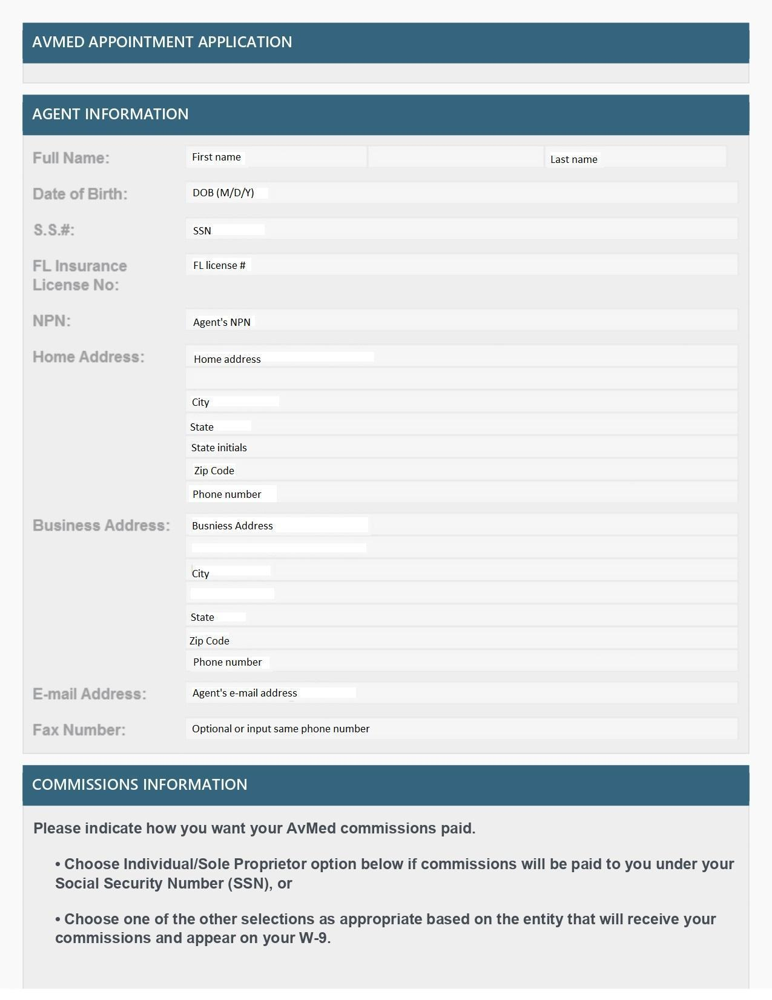 AVMED APPOINTMENT APPLICATION
AGENT INFORMATION
Full Name: First name Last name
Date of Birth: DOB (M/D/Y)
S.S.#: SSN
FL Insurance FL license #
License No:
NPN: Agent's NPN
Home Address: Home address
City
State
State initials
Zip Code
Phone number
Business Address: Busniess Address
City
State
Zip Code
Phone number
E-mail Address: Agent's e-mail address
Fax Number: Optional or input same phone number
COMMISSIONS INFORMATION
Please indicate how you want your AvMed commissions paid.
• Choose Individual/Sole Proprietor option below if commissions will be paid to you under your
Social Security Number (SSN), or
• Choose one of the other selections as appropriate based on the entity that will receive your
commissions and appear on your W-9.